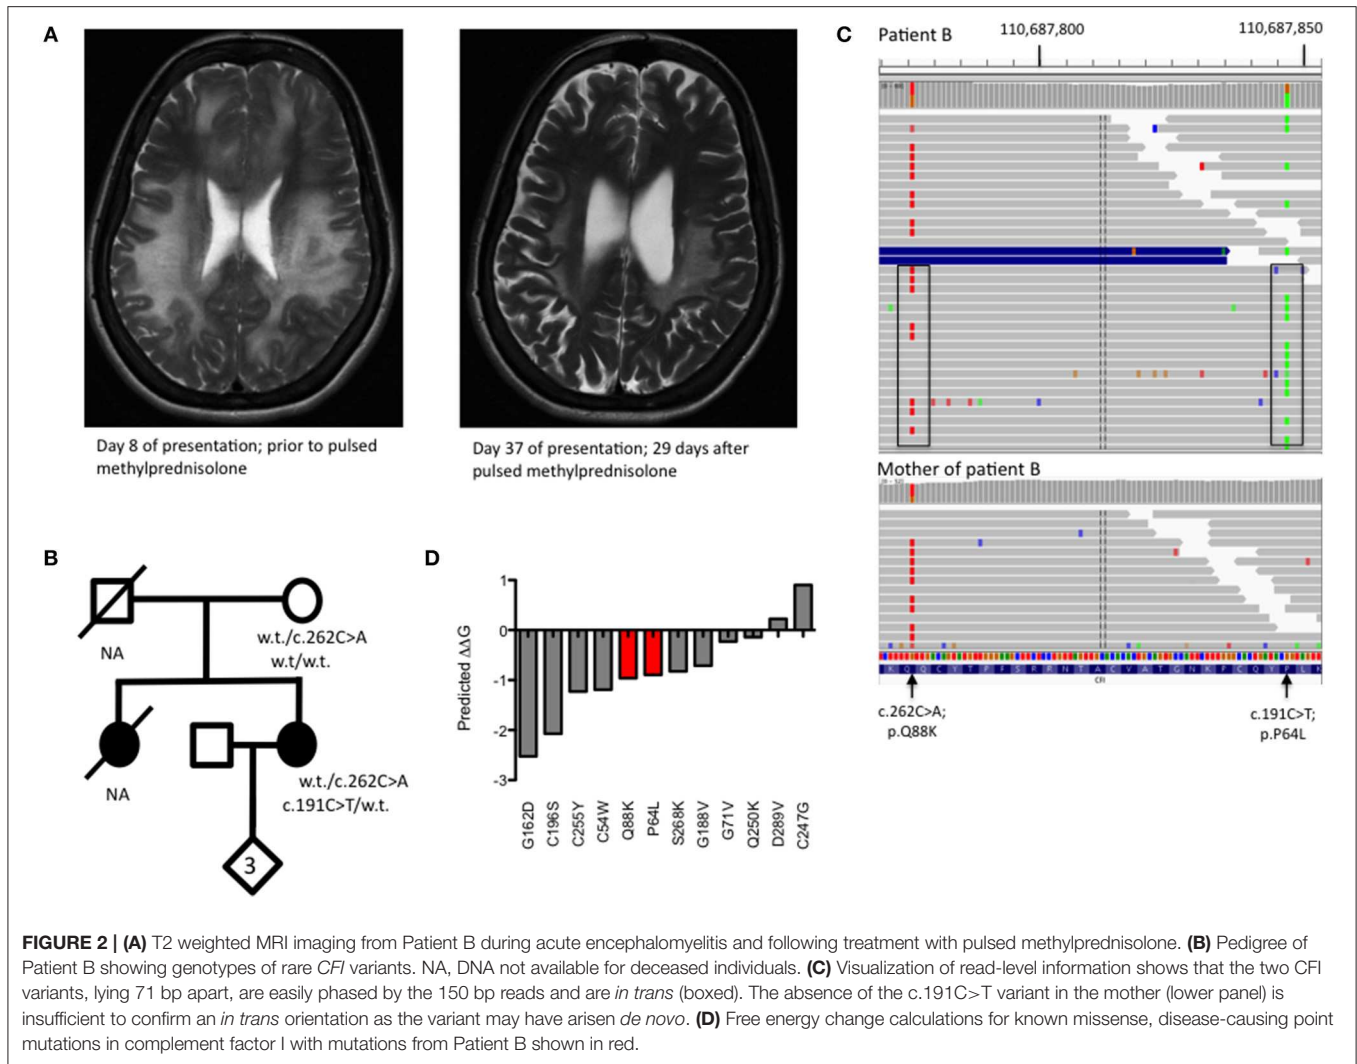 A
Day 8 of presentation; prior to pulsed
methylprednisolone
Day 37 of presentation; 29 days after
pulsed methylprednisolone
C
Patient B
110,687,800
110,687,850
Mother of patient B
CFI
c.262C>A;
p.Q88K
c.191C>T;
p.P64L
B
NA
w.t./c.262C>A
w.t/w.t.
NA
w.t./c.262C>A
c.191C>T/w.t.
3
D
Predicted ΔΔG
1
0
-1
-2
-3
G162D
C196S
C255Y
C54W
Q88K
P64L
S268K
G188V
G71V
Q250K
D289V
C247G
FIGURE 2 | (A) T2 weighted MRI imaging from Patient B during acute encephalomyelitis and following treatment with pulsed methylprednisolone. (B) Pedigree of
Patient B showing genotypes of rare CFI variants. NA, DNA not available for deceased individuals. (C) Visualization of read-level information shows that the two CFI
variants, lying 71 bp apart, are easily phased by the 150 bp reads and are in trans (boxed). The absence of the c.191C>T variant in the mother (lower panel) is
insufficient to confirm an in trans orientation as the variant may have arisen de novo. (D) Free energy change calculations for known missense, disease-causing point
mutations in complement factor I with mutations from Patient B shown in red.